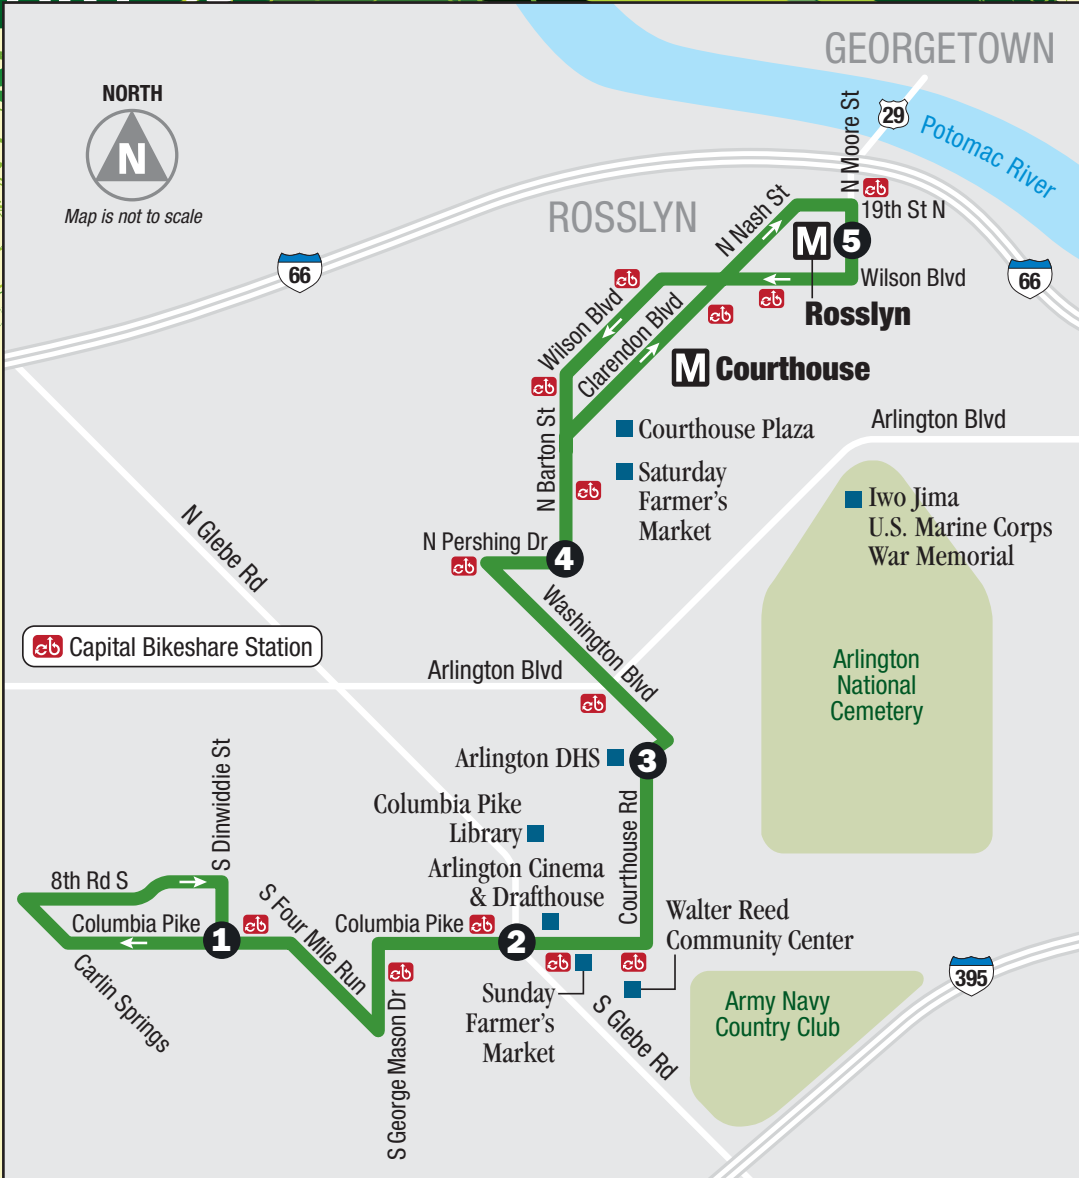 GEORGETOWN
NORTH
N
Map is not to scale
N Moore St
29
Potomac River
ROSSLYN
N Nash St
19th St N
M
5
66
Wilson Blvd
66
Rosslyn
Wilson Blvd
Clarendon Blvd
M Courthouse
N Barton St
Courthouse Plaza
Arlington Blvd
Saturday
Farmer's
Market
Iwo Jima
U.S. Marine Corps
War Memorial
N Glebe Rd
N Pershing Dr
4
Washington Blvd
cb Capital Bikeshare Station
Arlington Blvd
Arlington
National
Cemetery
Arlington DHS
3
S Dinwiddie St
Columbia Pike
Library
Courthouse Rd
Arlington Cinema
& Drafthouse
8th Rd S
S Four Mile Run
Columbia Pike
1
Columbia Pike
2
Walter Reed
Community Center
Carlin Springs
S George Mason Dr
Sunday
Farmer's
Market
S Glebe Rd
Army Navy
Country Club
395